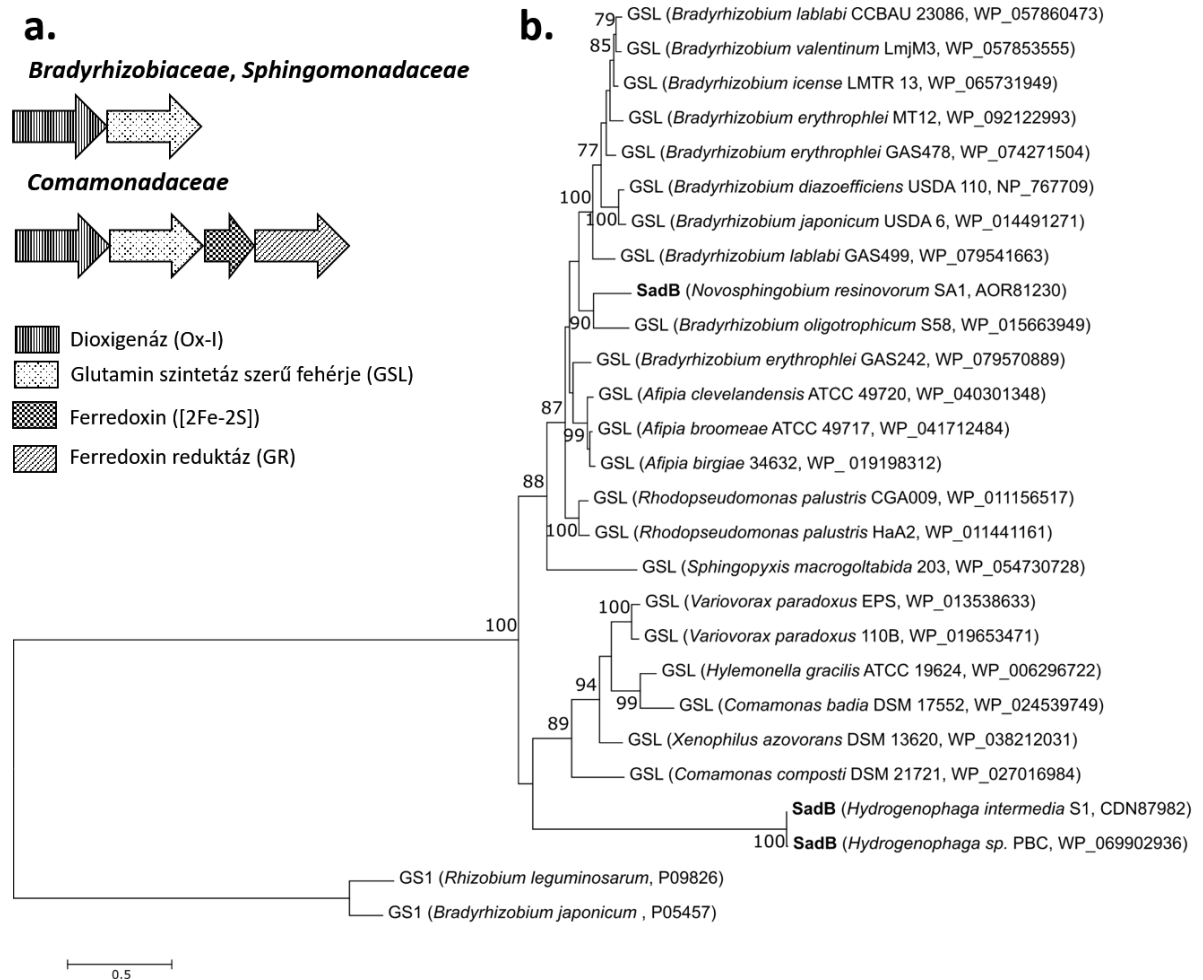 a.
Bradyrhizobiaceae, Sphingomonadaceae
Comamonadaceae
Dioxigenáz (Ox-I)
Glutamin szintetáz szerű fehérje (GSL)
Ferredoxin ([2Fe-2S])
Ferredoxin reduktáz (GR)
b.
79
GSL (Bradyrhizobium lablabi CCBAU 23086, WP_057860473)
85
GSL (Bradyrhizobium valentinum LmjM3, WP_057853555)
GSL (Bradyrhizobium icense LMTR 13, WP_065731949)
GSL (Bradyrhizobium erythrophlei MT12, WP_092122993)
77
GSL (Bradyrhizobium erythrophlei GAS478, WP_074271504)
GSL (Bradyrhizobium diazoefficiens USDA 110, NP_767709)
100
100
GSL (Bradyrhizobium japonicum USDA 6, WP_014491271)
GSL (Bradyrhizobium lablabi GAS499, WP_079541663)
SadB (Novosphingobium resinovorum SA1, AOR81230)
90
GSL (Bradyrhizobium oligotrophicum S58, WP_015663949)
GSL (Bradyrhizobium erythrophlei GAS242, WP_079570889)
GSL (Afipia clevelandensis ATCC 49720, WP_040301348)
87
99
GSL (Afipia broomeae ATCC 49717, WP_041712484)
GSL (Afipia birgiae 34632, WP_ 019198312)
88
GSL (Rhodopseudomonas palustris CGA009, WP_011156517)
100
GSL (Rhodopseudomonas palustris HaA2, WP_011441161)
GSL (Sphingopyxis macrogoltabida 203, WP_054730728)
100
GSL (Variovorax paradoxus EPS, WP_013538633)
100
GSL (Variovorax paradoxus 110B, WP_019653471)
GSL (Hylemonella gracilis ATCC 19624, WP_006296722)
94
99
GSL (Comamonas badia DSM 17552, WP_024539749)
89
GSL (Xenophilus azovorans DSM 13620, WP_038212031)
GSL (Comamonas composti DSM 21721, WP_027016984)
SadB (Hydrogenophaga intermedia S1, CDN87982)
100
SadB (Hydrogenophaga sp. PBC, WP_069902936)
GS1 (Rhizobium leguminosarum, P09826)
GS1 (Bradyrhizobium japonicum , P05457)
0.5